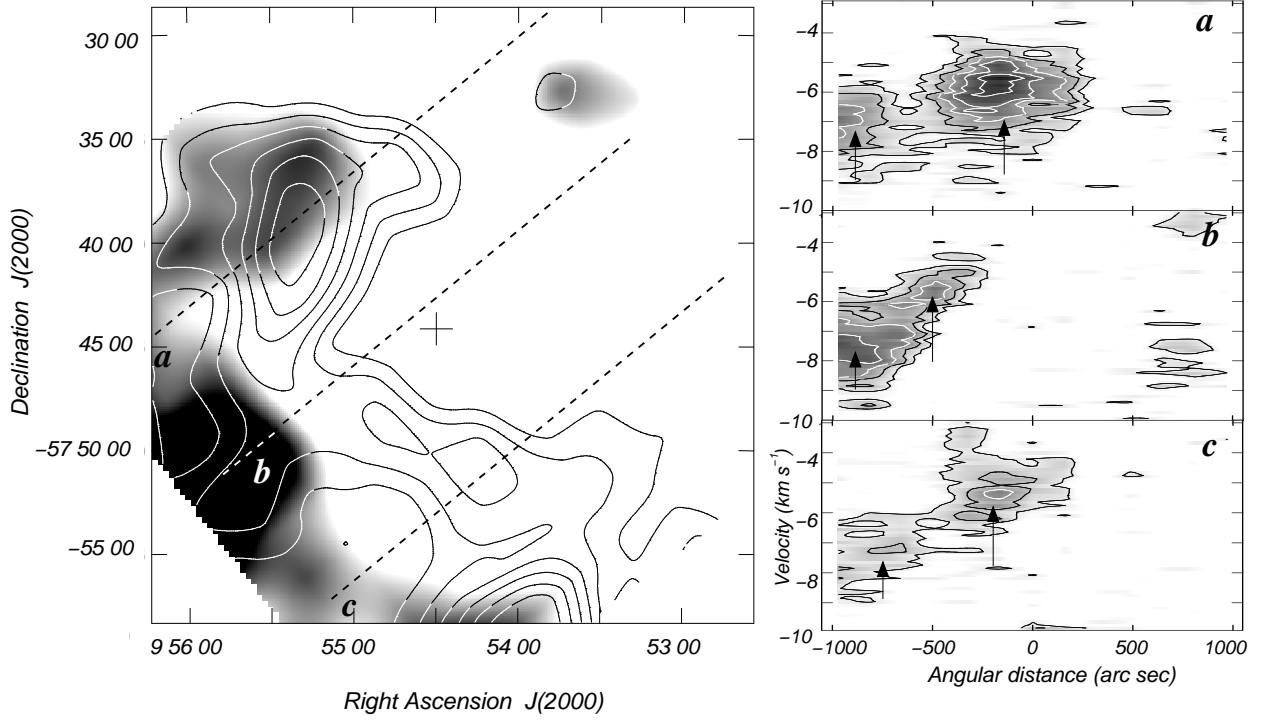 30 00
35 00
40 00
45 00
−57 50 00
−55 00
Declination J(2000)
9 56 00
55 00
54 00
53 00
Right Ascension J(2000)
a
b
c
a
−4
−6
−8
−10
b
−4
−6
−8
−10
c
−4
−6
−8
−10
Velocity (km s⁻¹)
−1000
−500
0
500
1000
Angular distance (arc sec)